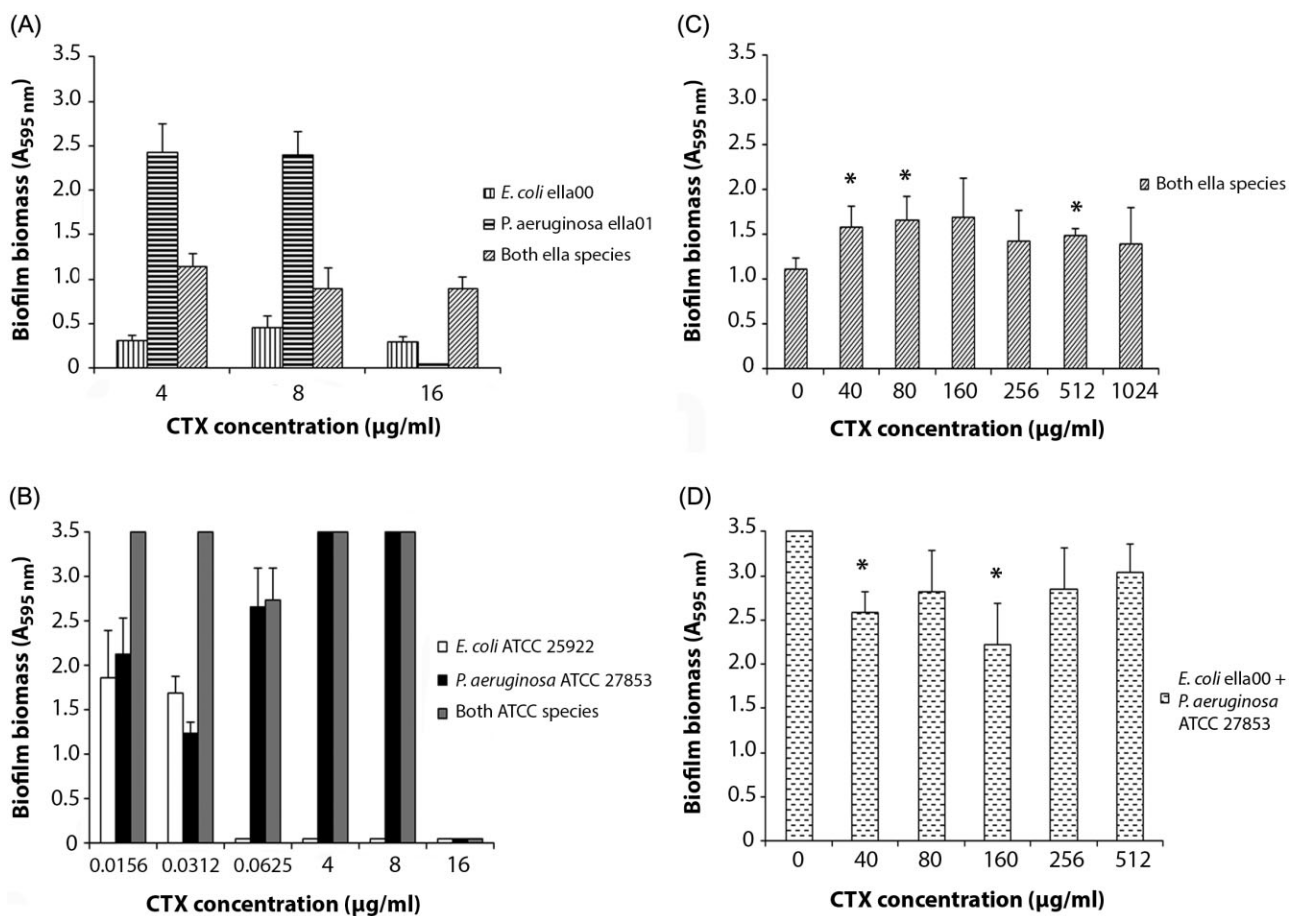 (A)
Biofilm biomass (A595 nm)
3.5
3.0
2.5
2.0
1.5
1.0
0.5
0
4
8
16
CTX concentration (µg/ml)
E. coli ella00
P. aeruginosa ella01
Both ella species
(C)
Biofilm biomass (A595 nm)
3.5
3.0
2.5
2.0
1.5
1.0
0.5
0
* * *
0 40 80 160 256 512 1024
CTX concentration (µg/ml)
Both ella species
(B)
Biofilm biomass (A595 nm)
3.5
3.0
2.5
2.0
1.5
1.0
0.5
0
0.0156 0.0312 0.0625 4 8 16
CTX concentration (µg/ml)
E. coli ATCC 25922
P. aeruginosa ATCC 27853
Both ATCC species
(D)
Biofilm biomass (A595 nm)
3.5
3.0
2.5
2.0
1.5
1.0
0.5
0
* *
0 40 80 160 256 512
CTX concentration (µg/ml)
E. coli ella00 +
P. aeruginosa
ATCC 27853